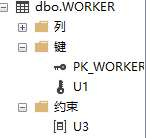 dbo.WORKER
列
键
PK_WORKER
U1
约束
U3